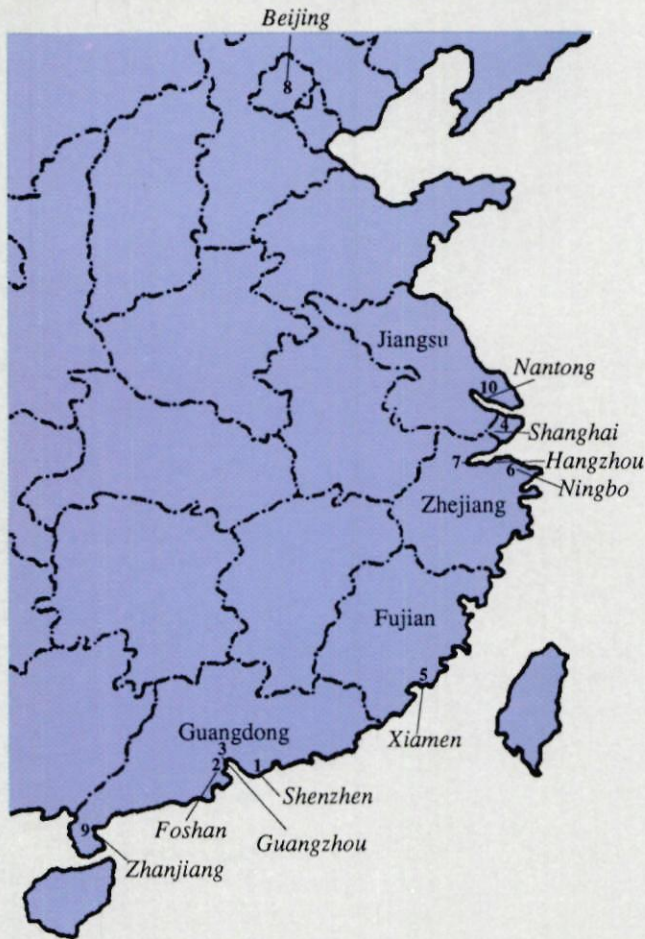 Beijing
8
Jiangsu
10
Nantong
4
Shanghai
7
Hangzhou
6
Ningbo
Zhejiang
Fujian
5
Xiamen
Guangdong
3
2
1
Shenzhen
Foshan
Guangzhou
9
Zhanjiang